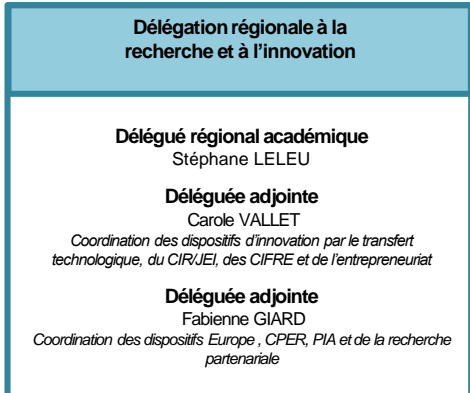 Délégation régionale à la
recherche et à l'innovation
Délégué régional académique
Stéphane LELEU
Déléguée adjointe
Carole VALLET
Coordination des dispositifs d'innovation par le transfert
technologique, du CIR/JEI, des CIFRE et de l'entrepreneuriat
Déléguée adjointe
Fabienne GIARD
Coordination des dispositifs Europe , CPER, PIA et de la recherche
partenariale